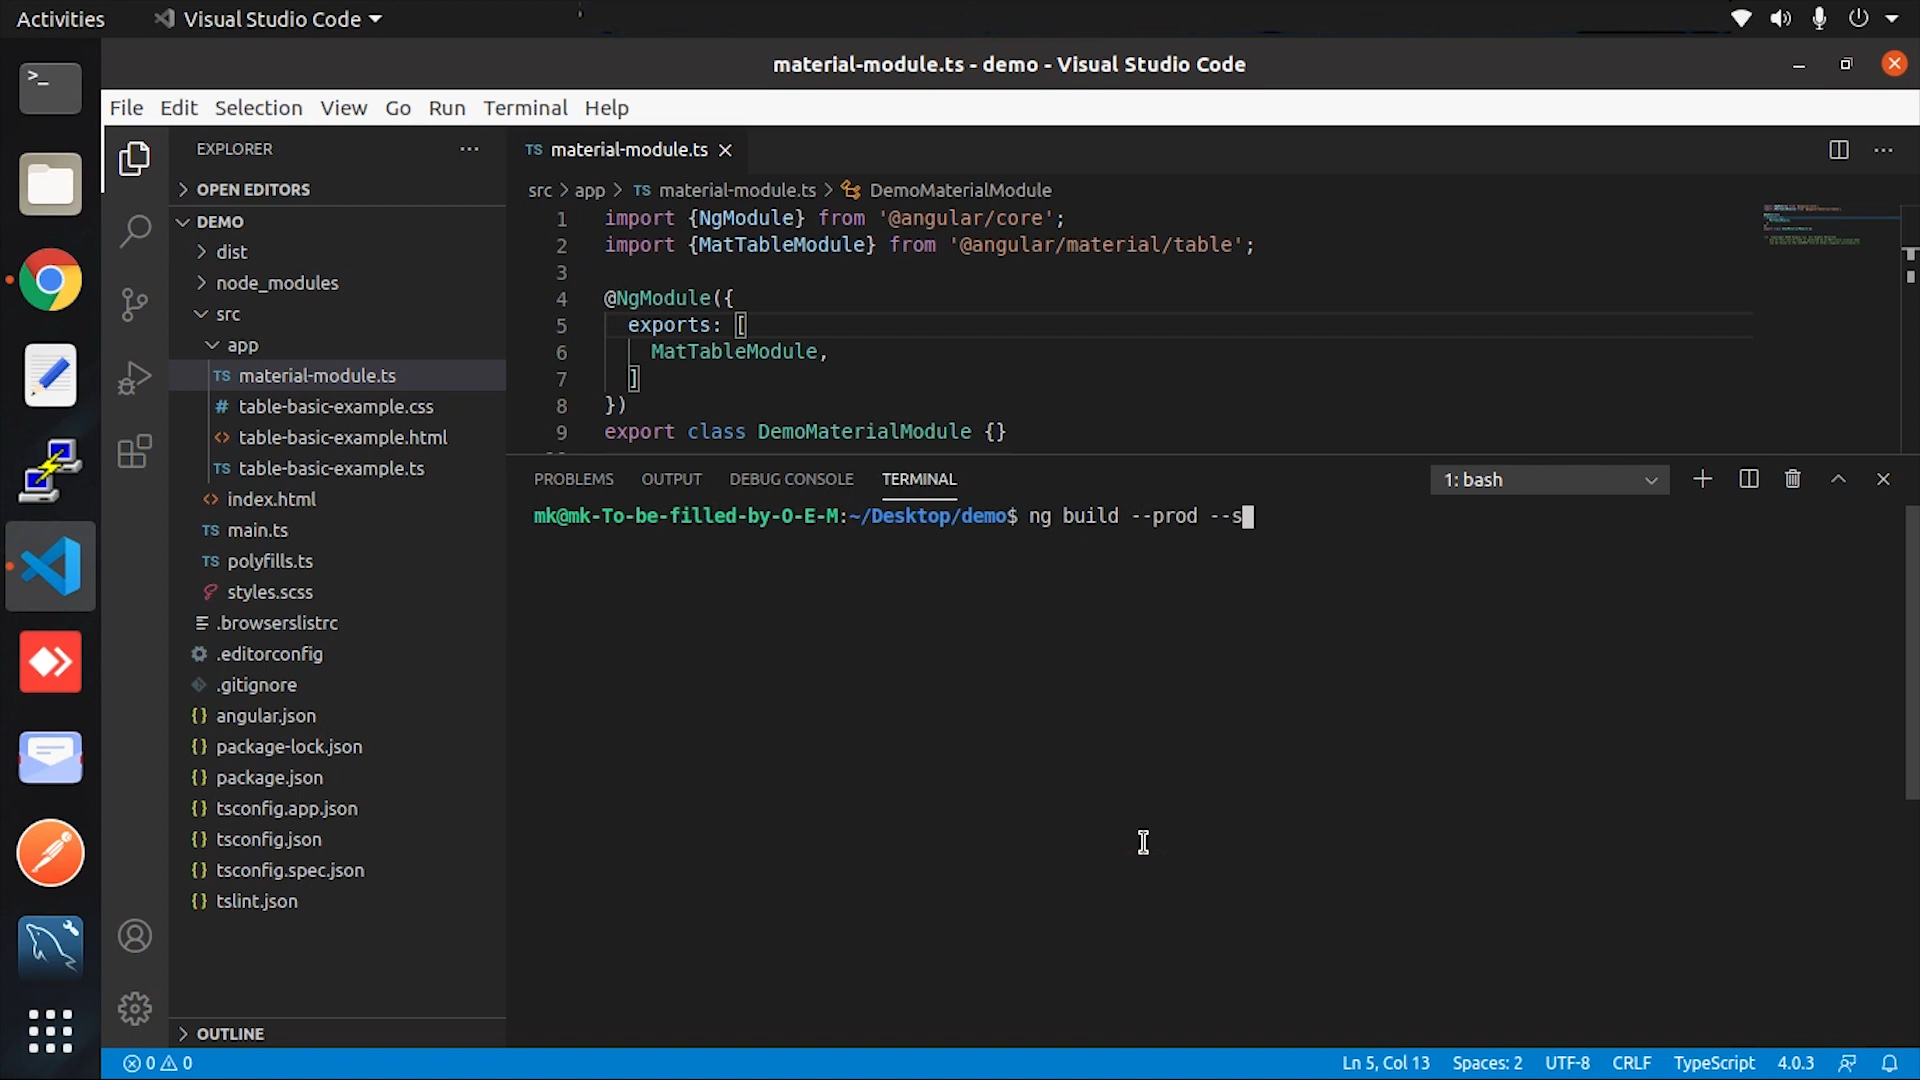 Activities
Visual Studio Code
material-module.ts - demo - Visual Studio Code
File Edit Selection View Go Run Terminal Help
EXPLORER
OPEN EDITORS
DEMO
dist
node_modules
src
app
TS material-module.ts
# table-basic-example.css
<> table-basic-example.html
TS table-basic-example.ts
<> index.html
TS main.ts
TS polyfills.ts
styles.scss
.browserslistrc
.editorconfig
.gitignore
{} angular.json
{} package-lock.json
{} package.json
{} tsconfig.app.json
{} tsconfig.json
{} tsconfig.spec.json
{} tslint.json
OUTLINE
TS material-module.ts
src > app > TS material-module.ts > DemoMaterialModule
1 import {NgModule} from '@angular/core';
2 import {MatTableModule} from '@angular/material/table';
3
4 @NgModule({
5 exports: [
6 MatTableModule,
7 ]
8 })
9 export class DemoMaterialModule {}
PROBLEMS OUTPUT DEBUG CONSOLE TERMINAL
1: bash
mk@mk-To-be-filled-by-O-E-M:~/Desktop/demo$ ng build --prod --s
0 0
Ln 5, Col 13 Spaces: 2 UTF-8 CRLF TypeScript 4.0.3